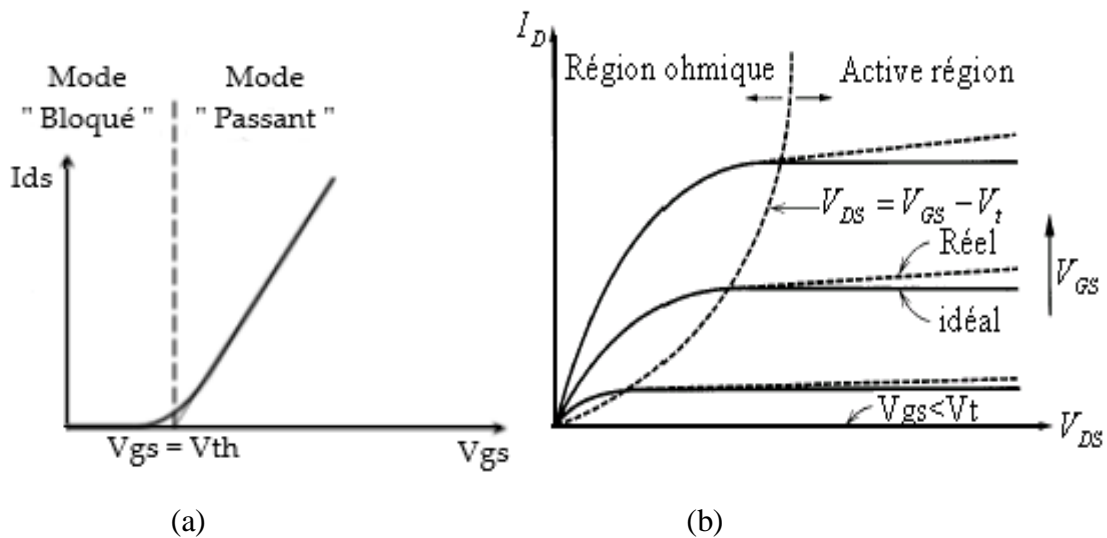 Mode
" Bloqué "
Mode
" Passant "
Ids
Vgs = Vth
Vgs
(a)
I_D
Région ohmique
Active région
V_DS = V_GS − V_t
Réel
idéal
V_GS
Vgs<Vt
V_DS
(b)